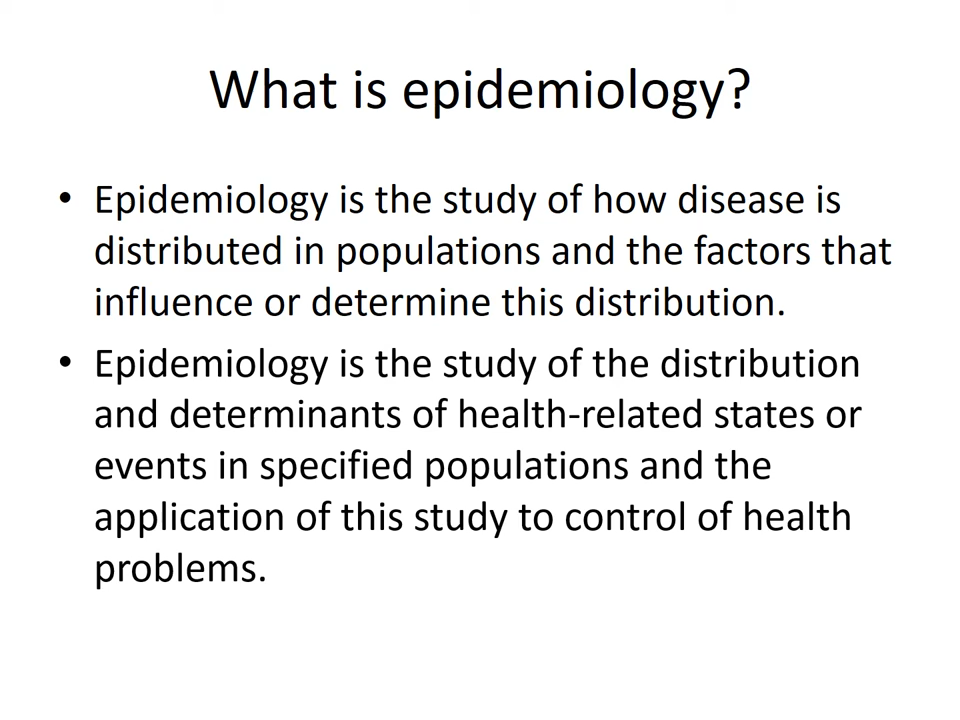 What is epidemiology?
• Epidemiology is the study of how disease is
distributed in populations and the factors that
influence or determine this distribution.
• Epidemiology is the study of the distribution
and determinants of health-related states or
events in specified populations and the
application of this study to control of health
problems.